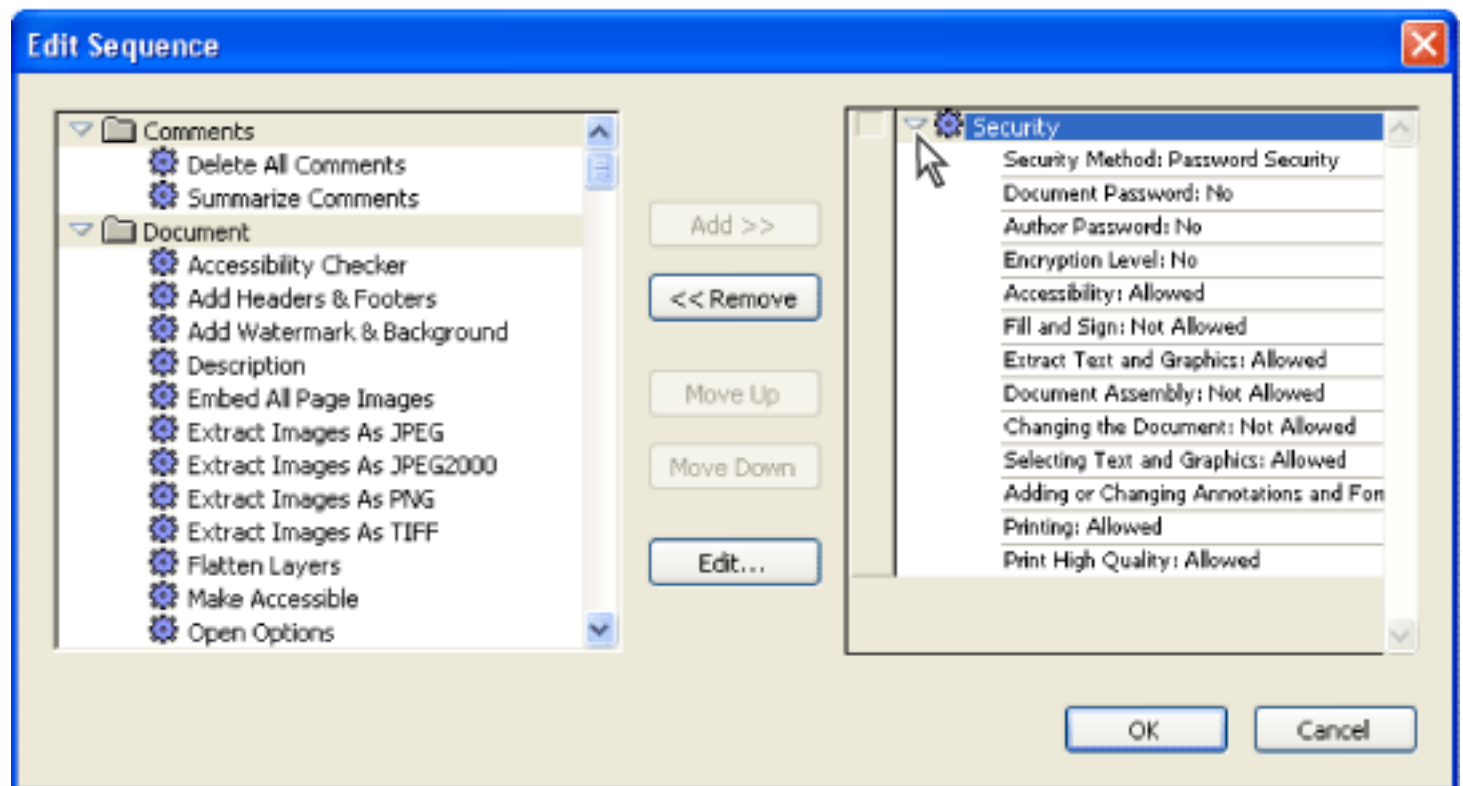 Edit Sequence
Comments
Delete All Comments
Summarize Comments
Document
Accessibility Checker
Add Headers & Footers
Add Watermark & Background
Description
Embed All Page Images
Extract Images As JPEG
Extract Images As JPEG2000
Extract Images As PNG
Extract Images As TIFF
Flatten Layers
Make Accessible
Open Options
Add >>
<< Remove
Move Up
Move Down
Edit...
Security
Security Method: Password Security
Document Password: No
Author Password: No
Encryption Level: No
Accessibility: Allowed
Fill and Sign: Not Allowed
Extract Text and Graphics: Allowed
Document Assembly: Not Allowed
Changing the Document: Not Allowed
Selecting Text and Graphics: Allowed
Adding or Changing Annotations and For
Printing: Allowed
Print High Quality: Allowed
OK
Cancel